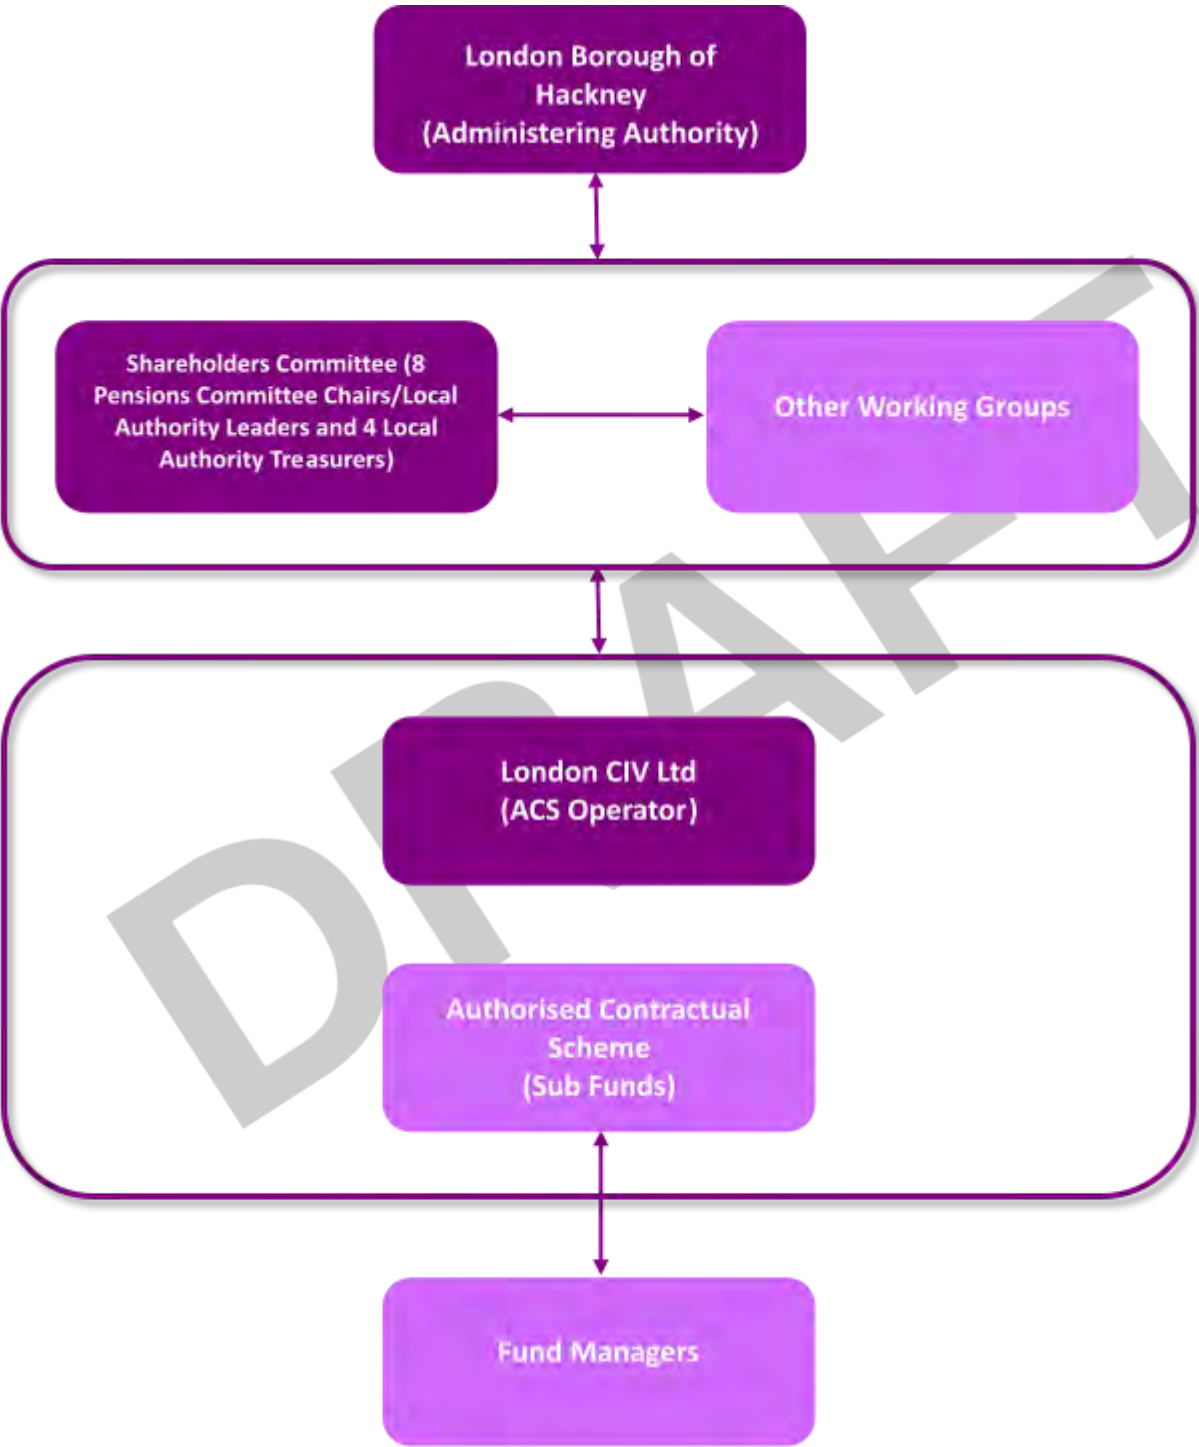 London Borough of
Hackney
(Administering Authority)
Shareholders Committee (8
Pensions Committee Chairs/Local
Authority Leaders and 4 Local
Authority Treasurers)
Other Working Groups
DRAFT
London CIV Ltd
(ACS Operator)
Authorised Contractual
Scheme
(Sub Funds)
Fund Managers